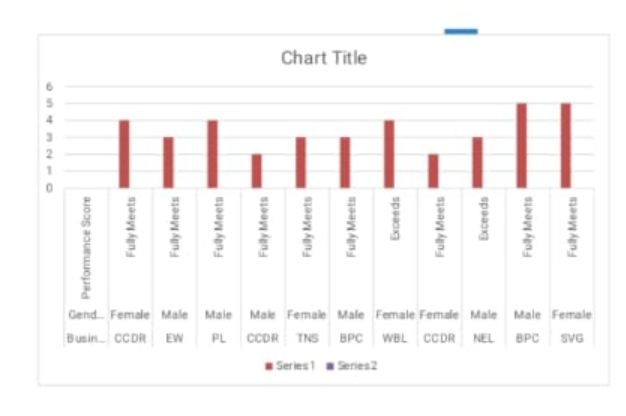 Chart Title
6
5
4
3
2
1
0
Performance Score Fully Meets Fully Meets Fully Meets Fully Meets Fully Meets Fully Meets Exceeds Fully Meets Exceeds Fully Meets Fully Meets
Gend... Female Male Male Male Female Male Female Female Male Male Female
Busin... CCDR EW PL CCDR TNS BPC WBL CCDR NEL BPC SVG
Series1 Series2